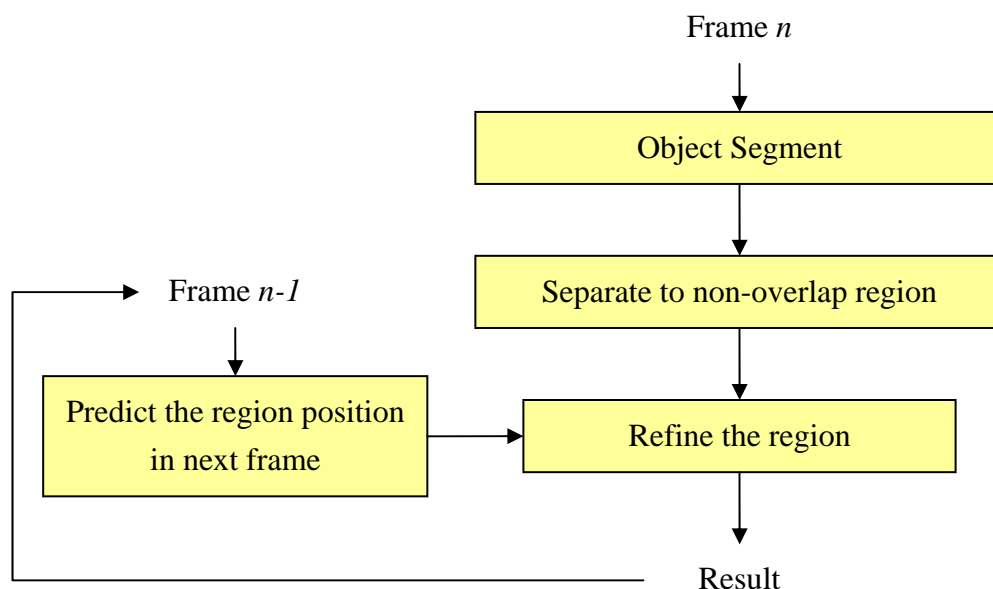 Frame n
Object Segment
Separate to non-overlap region
Frame n-1
Predict the region position
in next frame
Refine the region
Result